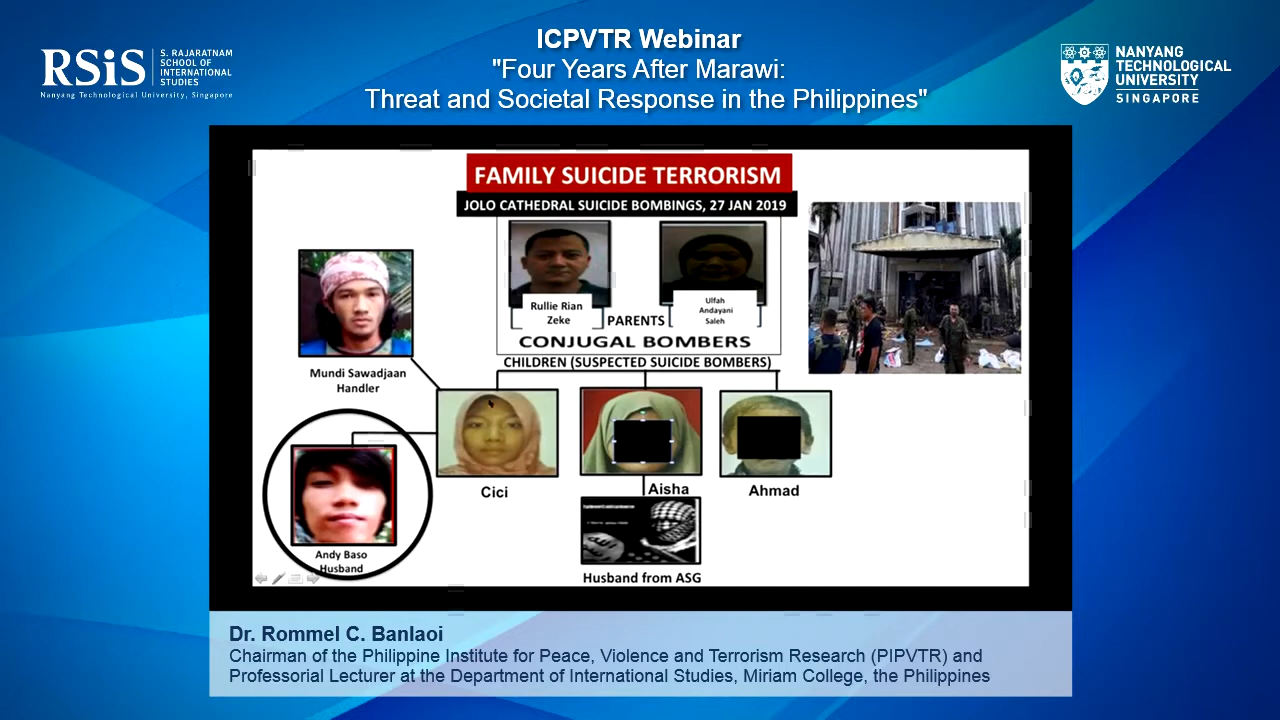 RSiS
S. RAJARATNAM
SCHOOL OF
INTERNATIONAL
STUDIES
Nanyang Technological University, Singapore
ICPVTR Webinar
"Four Years After Marawi:
Threat and Societal Response in the Philippines"
NANYANG
TECHNOLOGICAL
UNIVERSITY
SINGAPORE
FAMILY SUICIDE TERRORISM
JOLO CATHEDRAL SUICIDE BOMBINGS, 27 JAN 2019
Rullie Rian
Zeke
PARENTS
Ulfah
Andayani
Saleh
CONJUGAL BOMBERS
CHILDREN (SUSPECTED SUICIDE BOMBERS)
Mundi Sawadjaan
Handler
Cici
Aisha
Ahmad
Andy Baso
Husband
Husband from ASG
Dr. Rommel C. Banlaoi
Chairman of the Philippine Institute for Peace, Violence and Terrorism Research (PIPVTR) and
Professorial Lecturer at the Department of International Studies, Miriam College, the Philippines